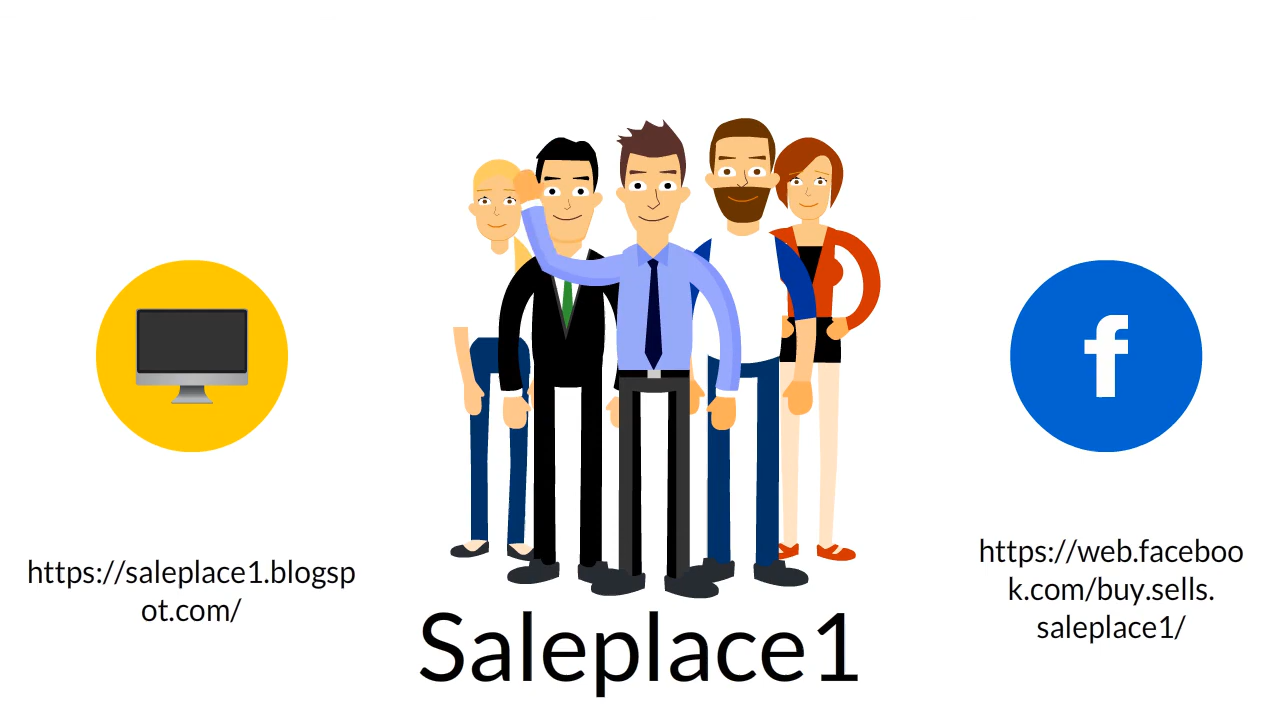 f
https://saleplace1.blogsp
ot.com/
https://web.faceboo
k.com/buy.sells.
saleplace1/
Saleplace1